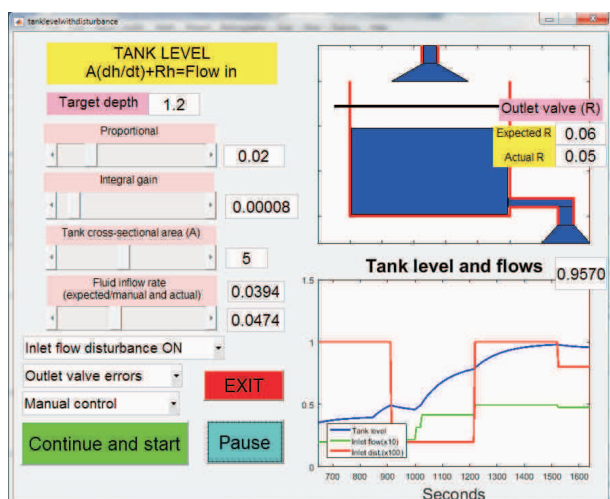 tanklevelwithdisturbance
TANK LEVEL
A(dh/dt)+Rh=Flow in
Target depth 1.2
Proportional
0.02
Integral gain
0.00008
Tank cross-sectional area (A)
5
Fluid inflow rate
(expected/manual and actual)
0.0394
0.0474
Inlet flow disturbance ON
Outlet valve errors
Manual control
EXIT
Continue and start
Pause
Outlet valve (R)
Expected R 0.06
Actual R 0.05
Tank level and flows
0.9570
1.5
1
0.5
0
Tank level
Inlet flow(x10)
Inlet dist.(x100)
700 800 900 1000 1100 1200 1300 1400 1500 1600
Seconds